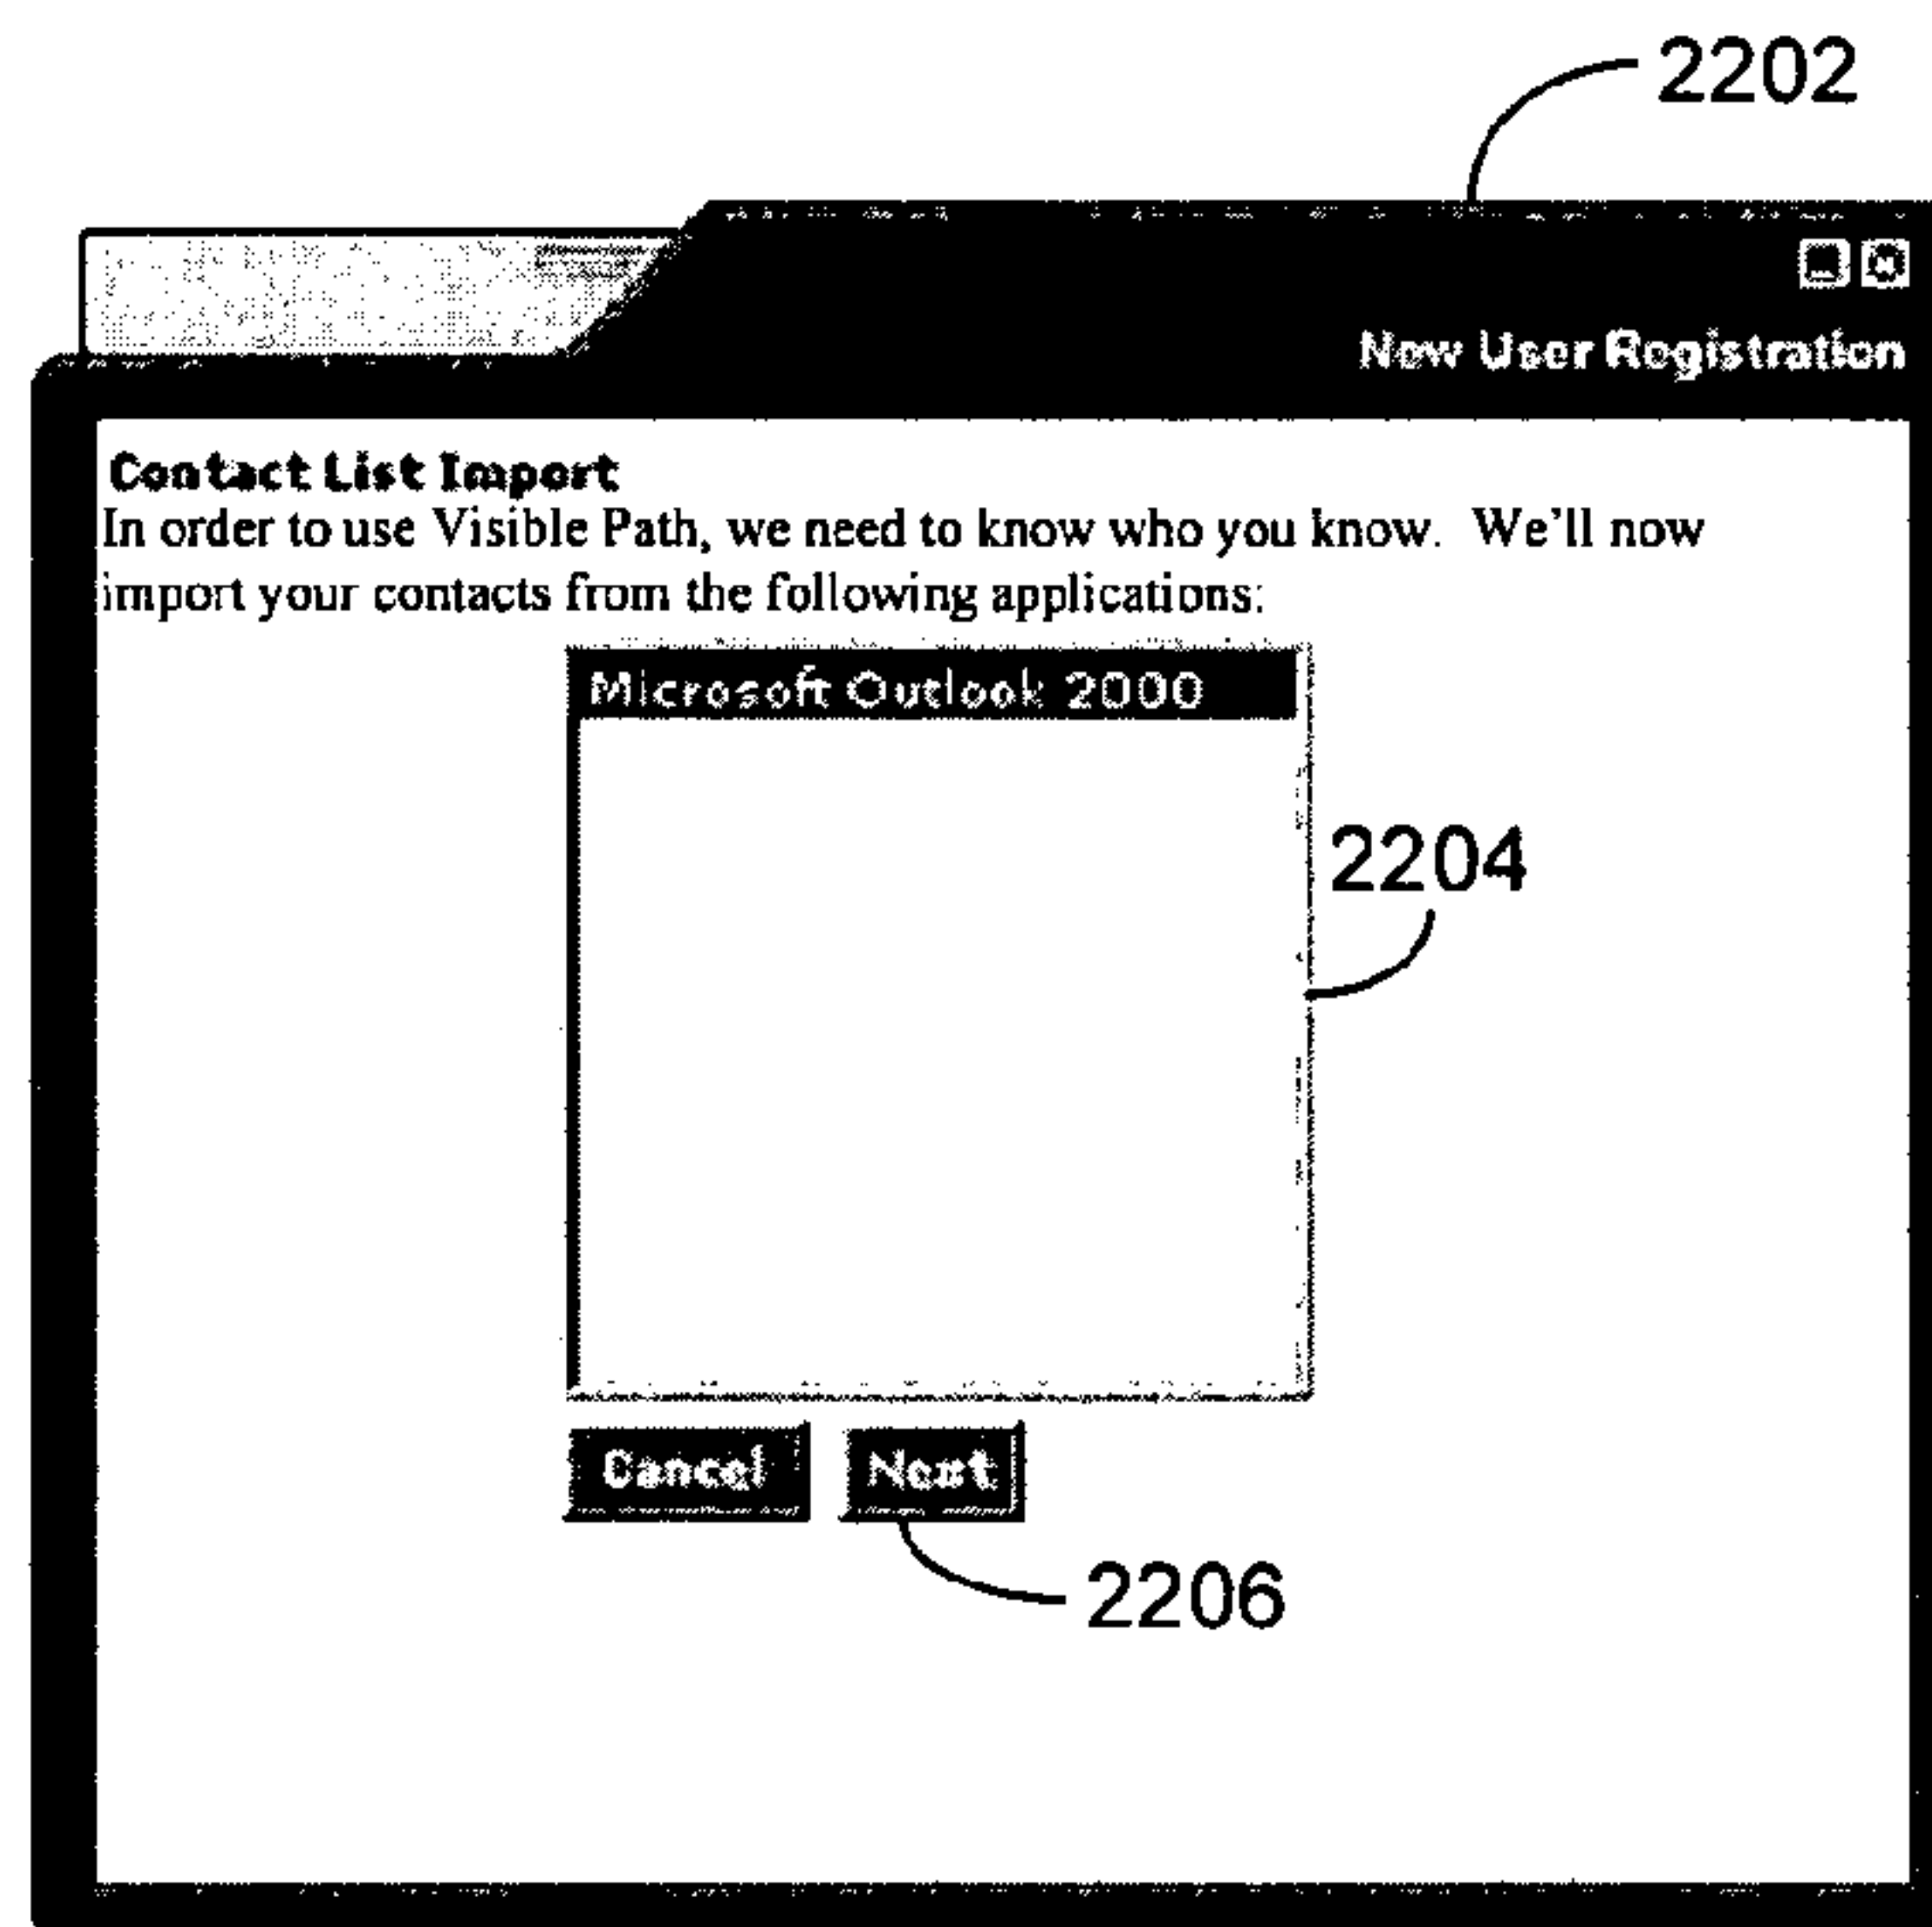 2202
New User Registration
Contact List Import
In order to use Visible Path, we need to know who you know. We'll now
import your contacts from the following applications:
Microsoft Outlook 2000
2204
Cancel
Next
2206